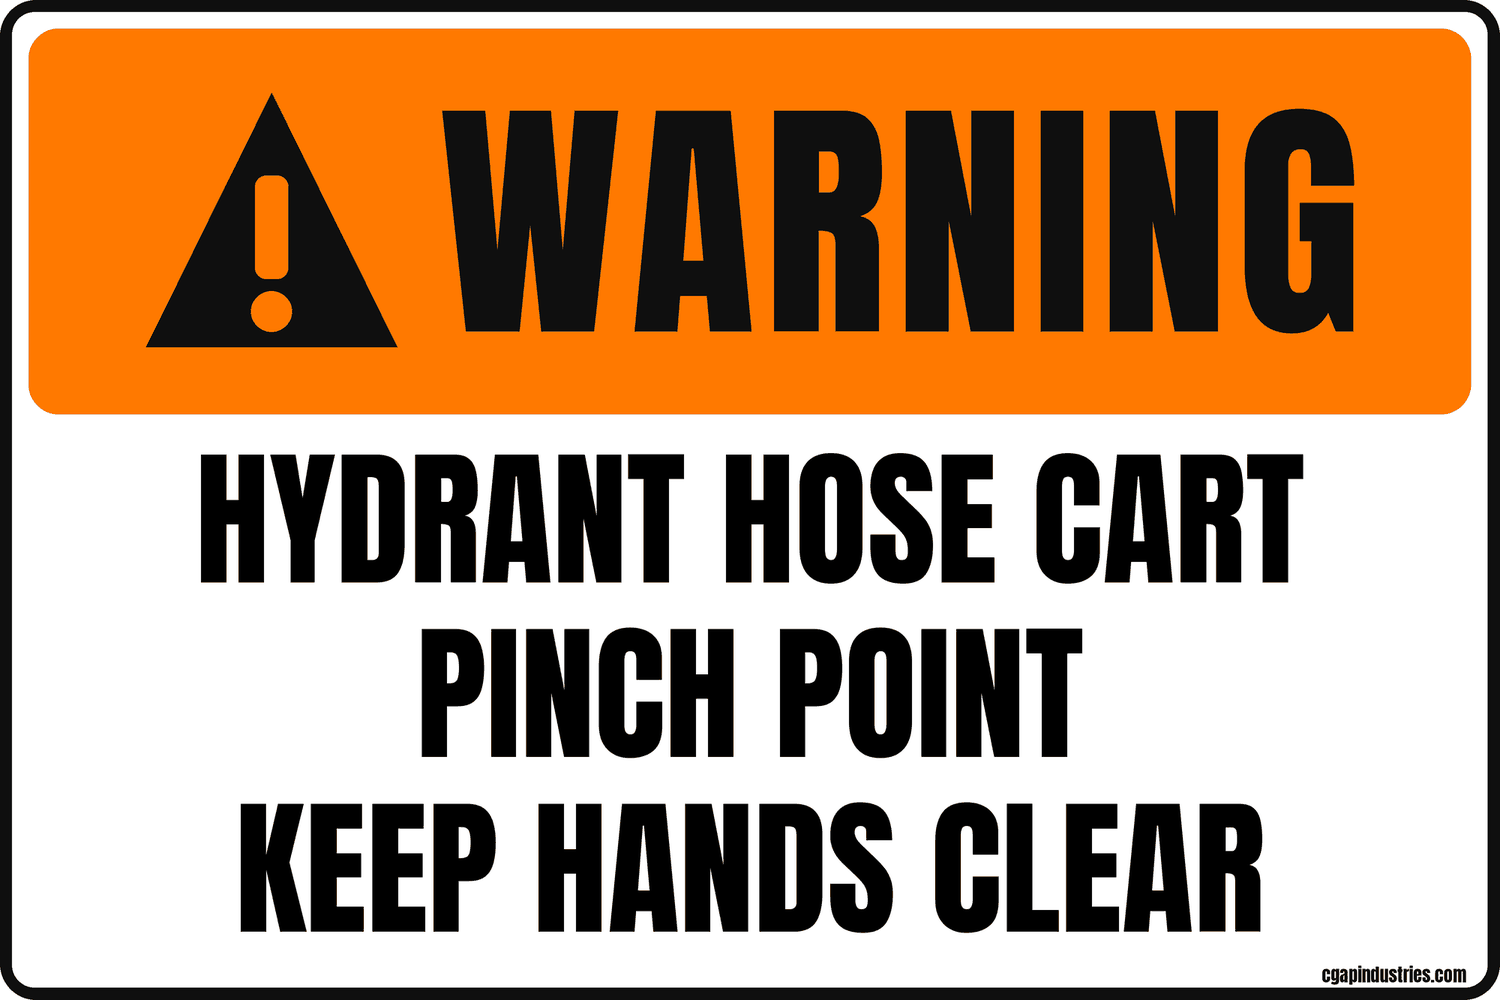 WARNING
HYDRANT HOSE CART
PINCH POINT
KEEP HANDS CLEAR
cgapindustries.com